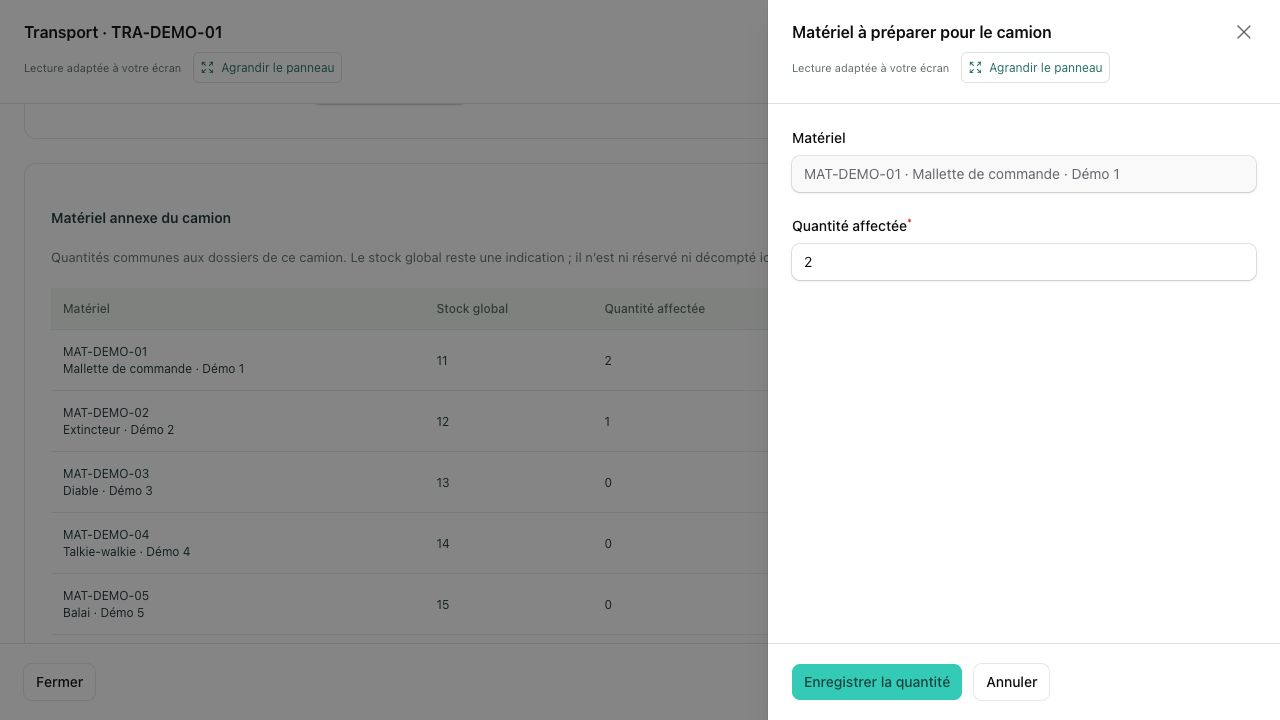 Transport · TRA-DEMO-01
Lecture adaptée à votre écran
Agrandir le panneau
Matériel annexe du camion
Quantités communes aux dossiers de ce camion. Le stock global reste une indication ; il n'est ni réservé ni décompté
Matériel
Stock global
Quantité affectée
MAT-DEMO-01
Mallette de commande · Démo 1
11
2
MAT-DEMO-02
Extincteur · Démo 2
12
1
MAT-DEMO-03
Diable · Démo 3
13
0
MAT-DEMO-04
Talkie-walkie · Démo 4
14
0
MAT-DEMO-05
Balai · Démo 5
15
0
Fermer
Matériel à préparer pour le camion
Lecture adaptée à votre écran
Agrandir le panneau
Matériel
MAT-DEMO-01 · Mallette de commande · Démo 1
Quantité affectée*
2
Enregistrer la quantité
Annuler